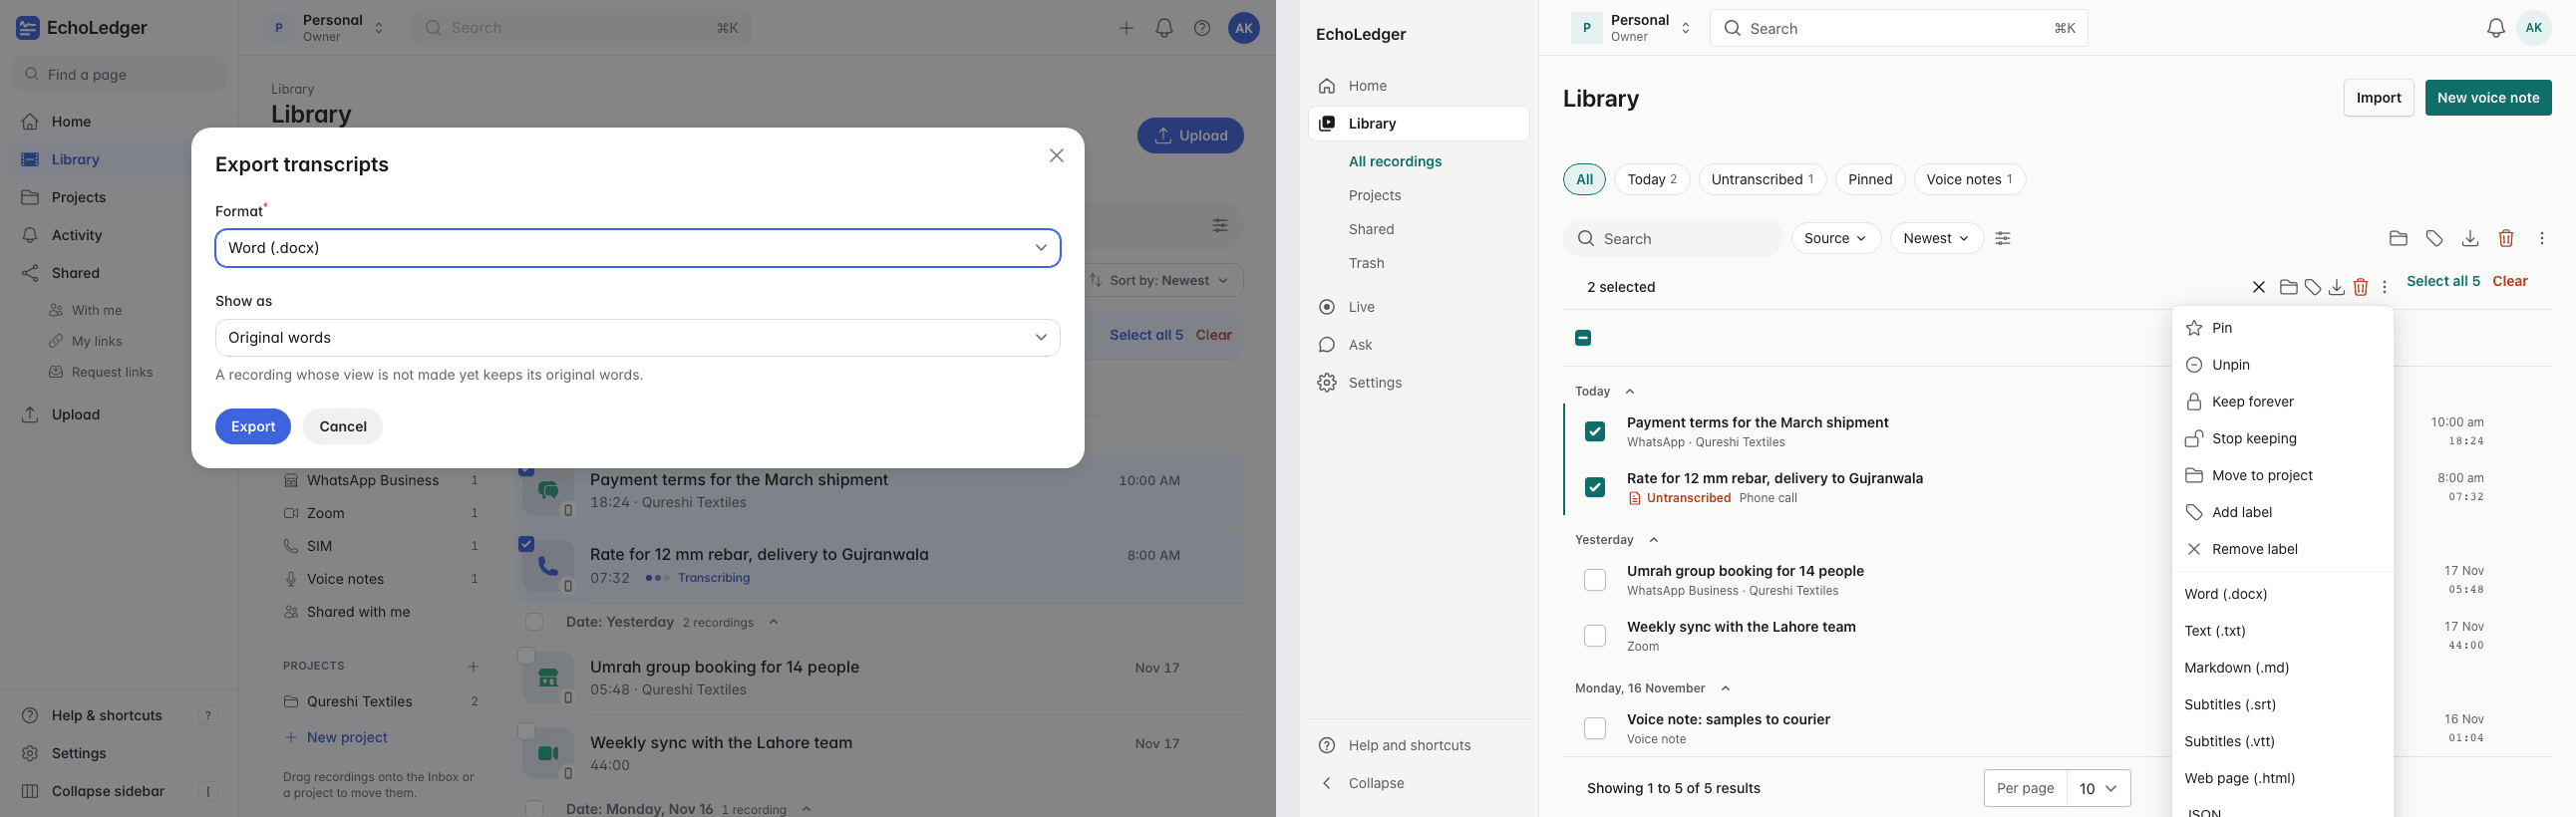 EchoLedger
Find a page
Home
Library
Projects
Activity
Shared
With me
My links
Request links
Upload
Help & shortcuts ?
Settings
Collapse sidebar [
P Personal
Owner
Search ⌘K
AK
Library
Library
Upload
Export transcripts
Format*
Word (.docx)
Show as
Original words
A recording whose view is not made yet keeps its original words.
Export Cancel
Sort by: Newest
Select all 5 Clear
WhatsApp Business 1
Zoom 1
SIM 1
Voice notes 1
Shared with me
PROJECTS
Qureshi Textiles 2
New project
Drag recordings onto the Inbox or
a project to move them.
Payment terms for the March shipment 10:00 AM
18:24 · Qureshi Textiles
Rate for 12 mm rebar, delivery to Gujranwala 8:00 AM
07:32 Transcribing
Date: Yesterday 2 recordings
Umrah group booking for 14 people Nov 17
05:48 · Qureshi Textiles
Weekly sync with the Lahore team Nov 17
44:00
Date: Monday, Nov 16 1 recording
EchoLedger
Home
Library
All recordings
Projects
Shared
Trash
Live
Ask
Settings
Help and shortcuts
Collapse
P Personal
Owner
Search ⌘K
AK
Library
Import New voice note
All Today 2 Untranscribed 1 Pinned Voice notes 1
Search Source Newest
2 selected Select all 5 Clear
Today
Payment terms for the March shipment 10:00 am
WhatsApp · Qureshi Textiles 18:24
Rate for 12 mm rebar, delivery to Gujranwala 8:00 am
Untranscribed Phone call 07:32
Yesterday
Umrah group booking for 14 people 17 Nov
WhatsApp Business · Qureshi Textiles 05:48
Weekly sync with the Lahore team 17 Nov
Zoom 44:00
Monday, 16 November
Voice note: samples to courier 16 Nov
Voice note 01:04
Showing 1 to 5 of 5 results Per page 10
Pin
Unpin
Keep forever
Stop keeping
Move to project
Add label
Remove label
Word (.docx)
Text (.txt)
Markdown (.md)
Subtitles (.srt)
Subtitles (.vtt)
Web page (.html)
JSON